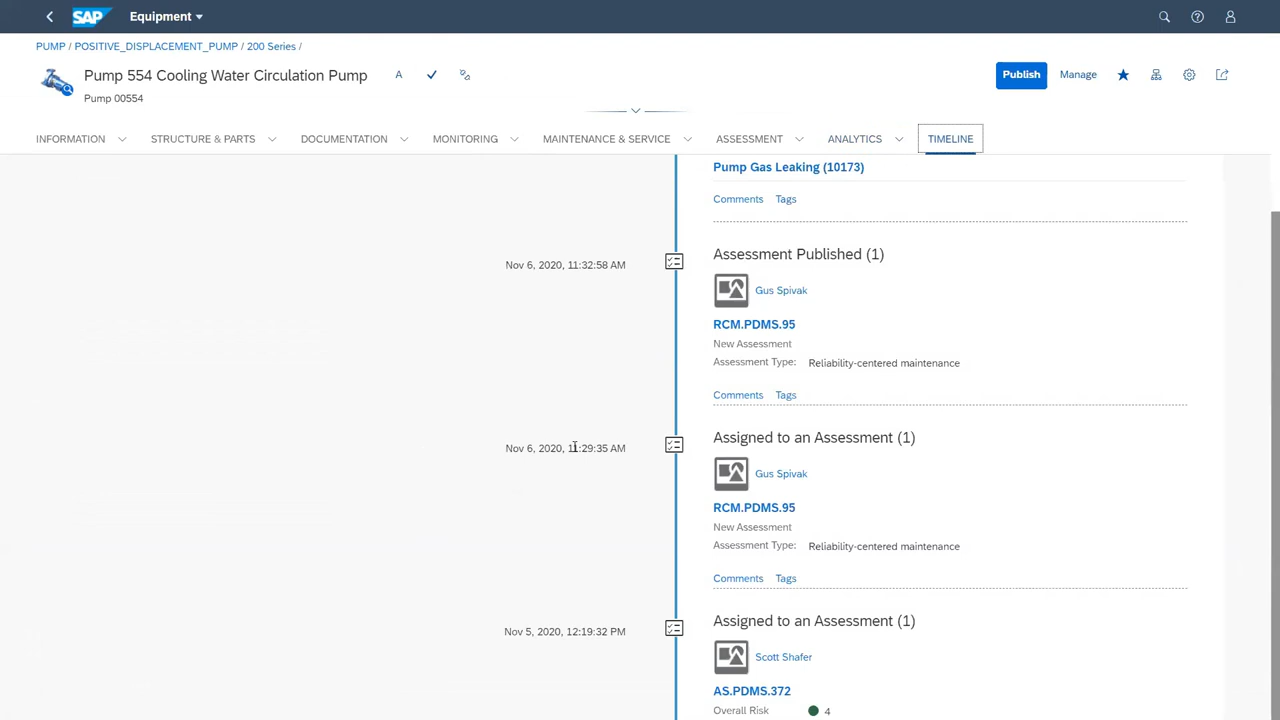 SAP Equipment
PUMP / POSITIVE_DISPLACEMENT_PUMP / 200 Series /
Pump 554 Cooling Water Circulation Pump A
Pump 00554
Publish Manage
INFORMATION STRUCTURE & PARTS DOCUMENTATION MONITORING MAINTENANCE & SERVICE ASSESSMENT ANALYTICS TIMELINE
Pump Gas Leaking (10173)
Comments Tags
Nov 6, 2020, 11:32:58 AM
Assessment Published (1)
Gus Spivak
RCM.PDMS.95
New Assessment
Assessment Type: Reliability-centered maintenance
Comments Tags
Nov 6, 2020, 11:29:35 AM
Assigned to an Assessment (1)
Gus Spivak
RCM.PDMS.95
New Assessment
Assessment Type: Reliability-centered maintenance
Comments Tags
Nov 5, 2020, 12:19:32 PM
Assigned to an Assessment (1)
Scott Shafer
AS.PDMS.372
Overall Risk 4